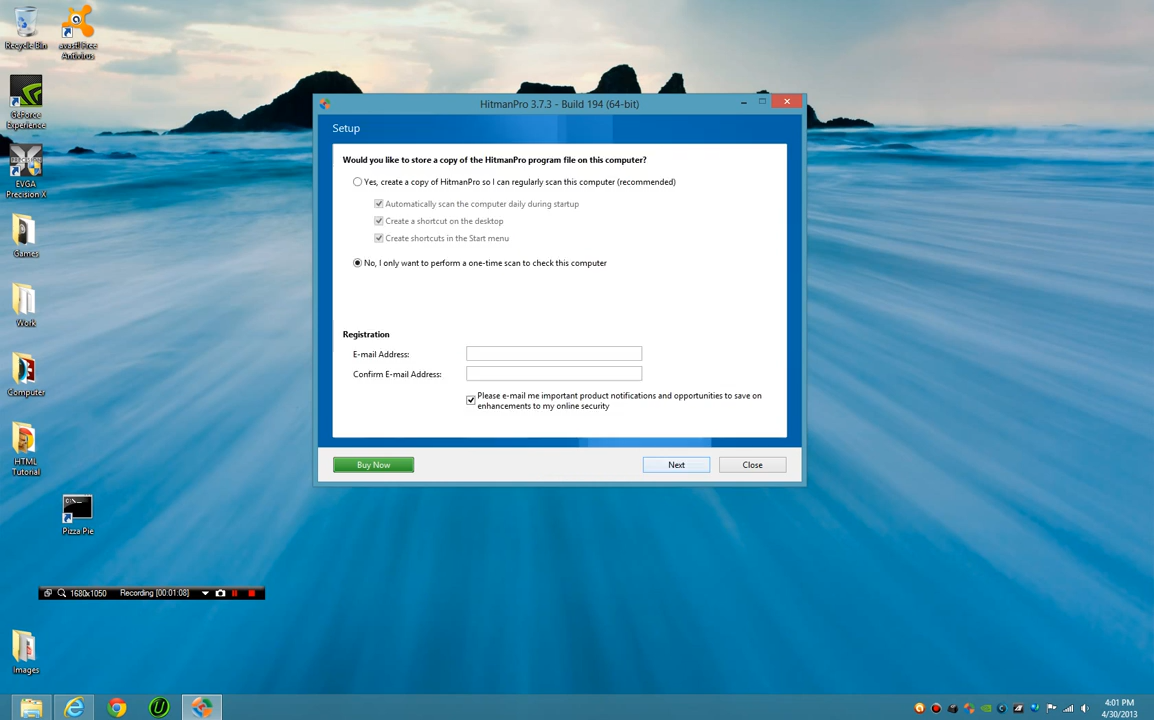 Recycle Bin
avast! Free
Antivirus
GeForce
Experience
EVGA
Precision X
Games
Work
Computer
HTML
Tutorial
Pizza Pie
Images
HitmanPro 3.7.3 - Build 194 (64-bit)
Setup
Would you like to store a copy of the HitmanPro program file on this computer?
Yes, create a copy of HitmanPro so I can regularly scan this computer (recommended)
Automatically scan the computer daily during startup
Create a shortcut on the desktop
Create shortcuts in the Start menu
No, I only want to perform a one-time scan to check this computer
Registration
E-mail Address:
Confirm E-mail Address:
Please e-mail me important product notifications and opportunities to save on
enhancements to my online security
Buy Now
Next
Close
1680x1050 Recording [00:01:08]
4:01 PM
4/30/2013